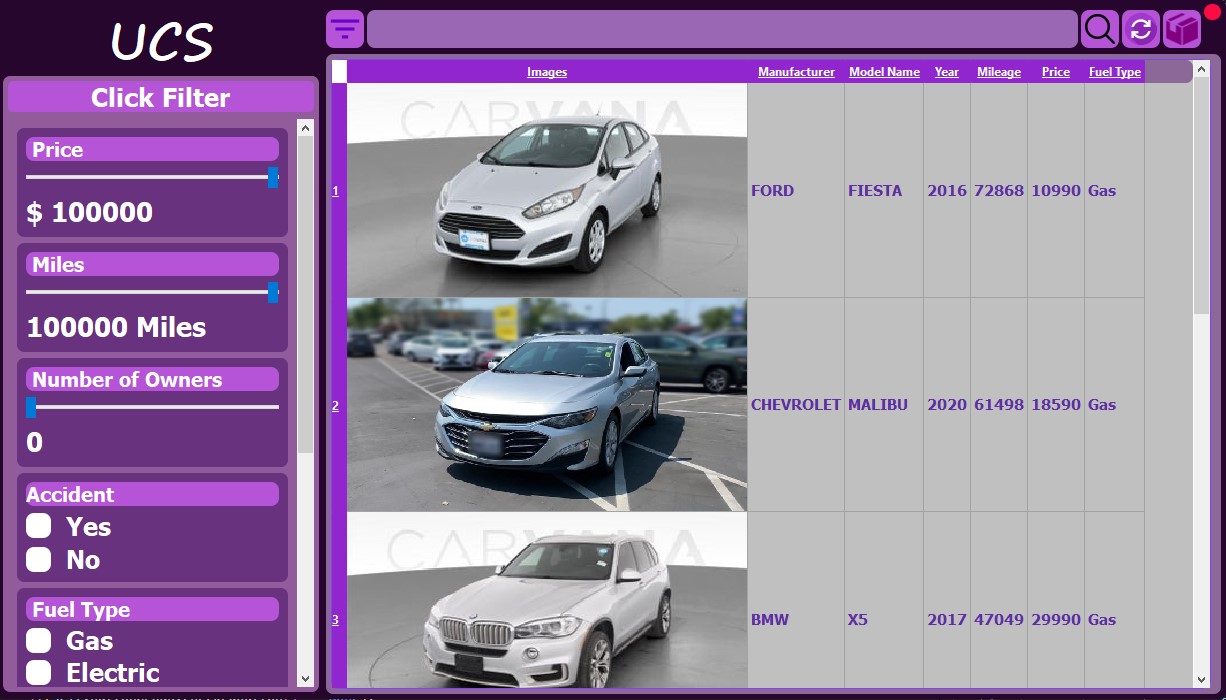 UCS
Click Filter
Price
$ 100000
Miles
100000 Miles
Number of Owners
0
Accident
Yes
No
Fuel Type
Gas
Electric
Images Manufacturer Model Name Year Mileage Price Fuel Type
CARVANA
1 FORD FIESTA 2016 72868 10990 Gas
2 CHEVROLET MALIBU 2020 61498 18590 Gas
CARVANA
3 BMW X5 2017 47049 29990 Gas